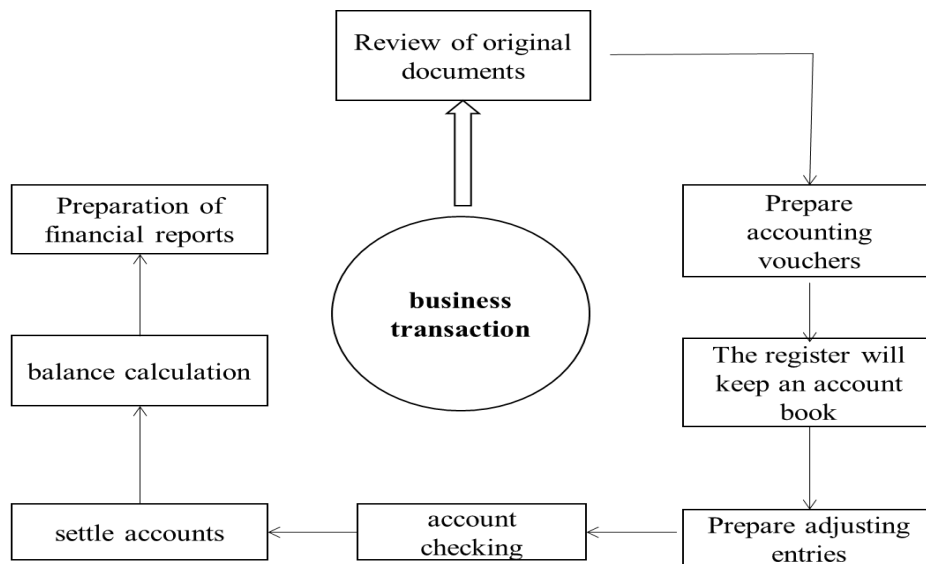 Review of original
documents
Prepare
accounting
vouchers
The register will
keep an account
book
Prepare adjusting
entries
account
checking
settle accounts
balance calculation
Preparation of
financial reports
business
transaction